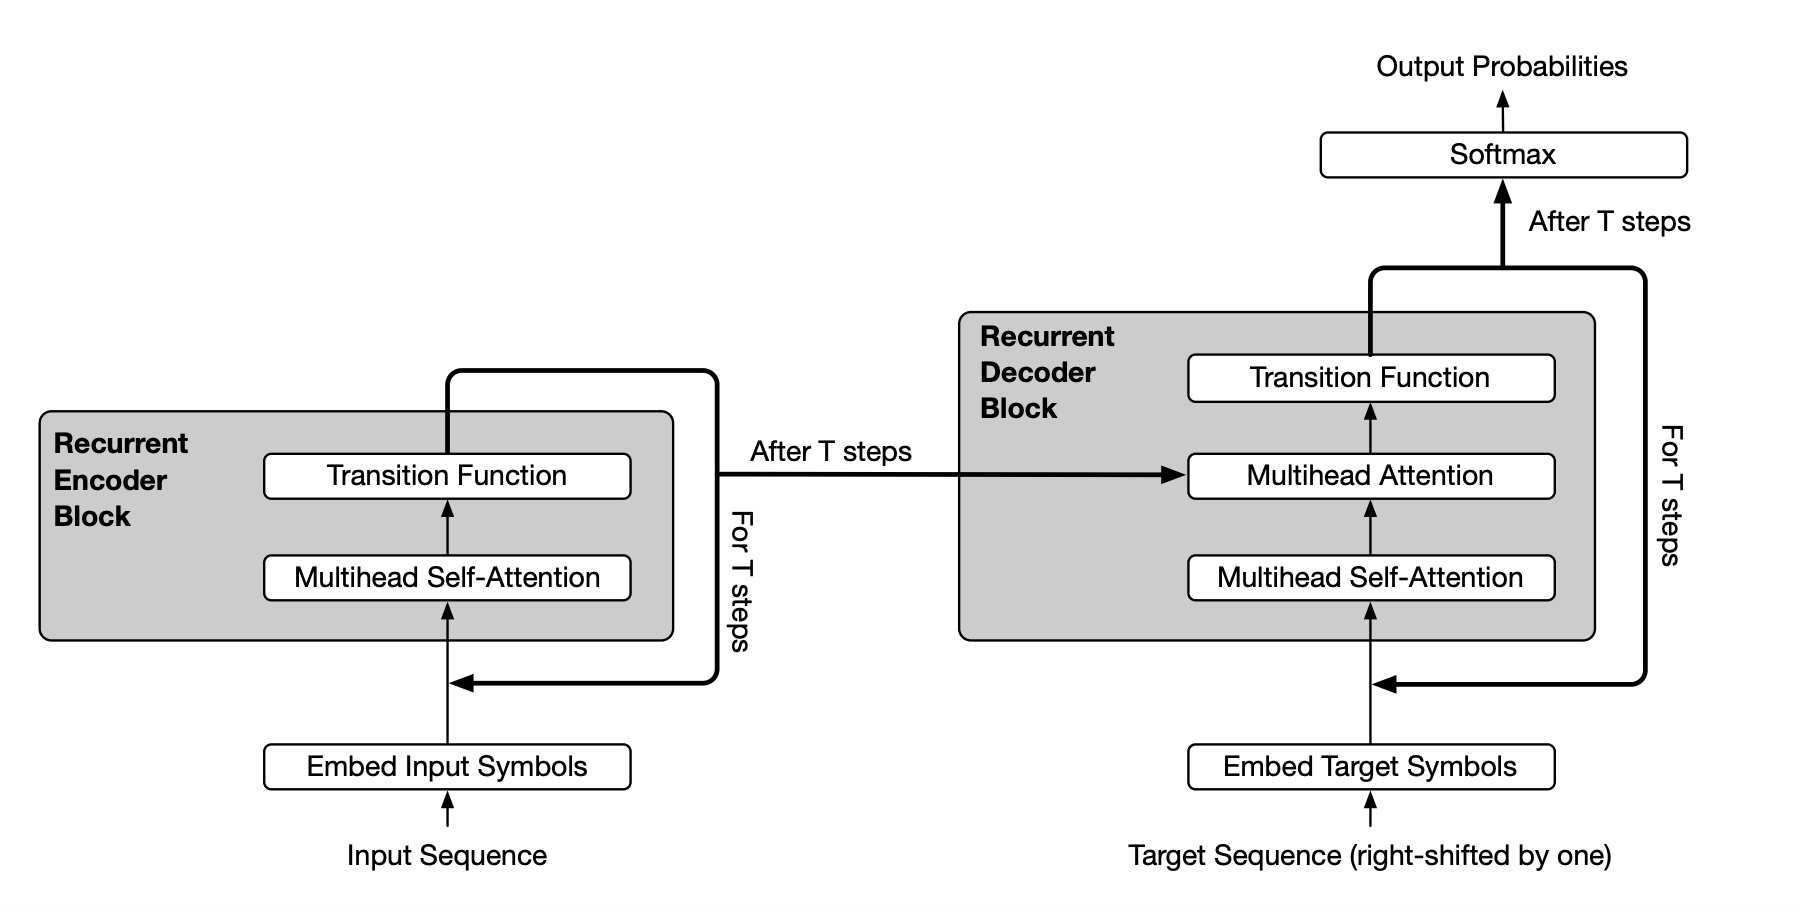 Output Probabilities
Softmax
After T steps
Recurrent
Decoder
Block
Transition Function
Multihead Attention
Multihead Self-Attention
For T steps
Embed Target Symbols
Target Sequence (right-shifted by one)
After T steps
Recurrent
Encoder
Block
Transition Function
Multihead Self-Attention
For T steps
Embed Input Symbols
Input Sequence